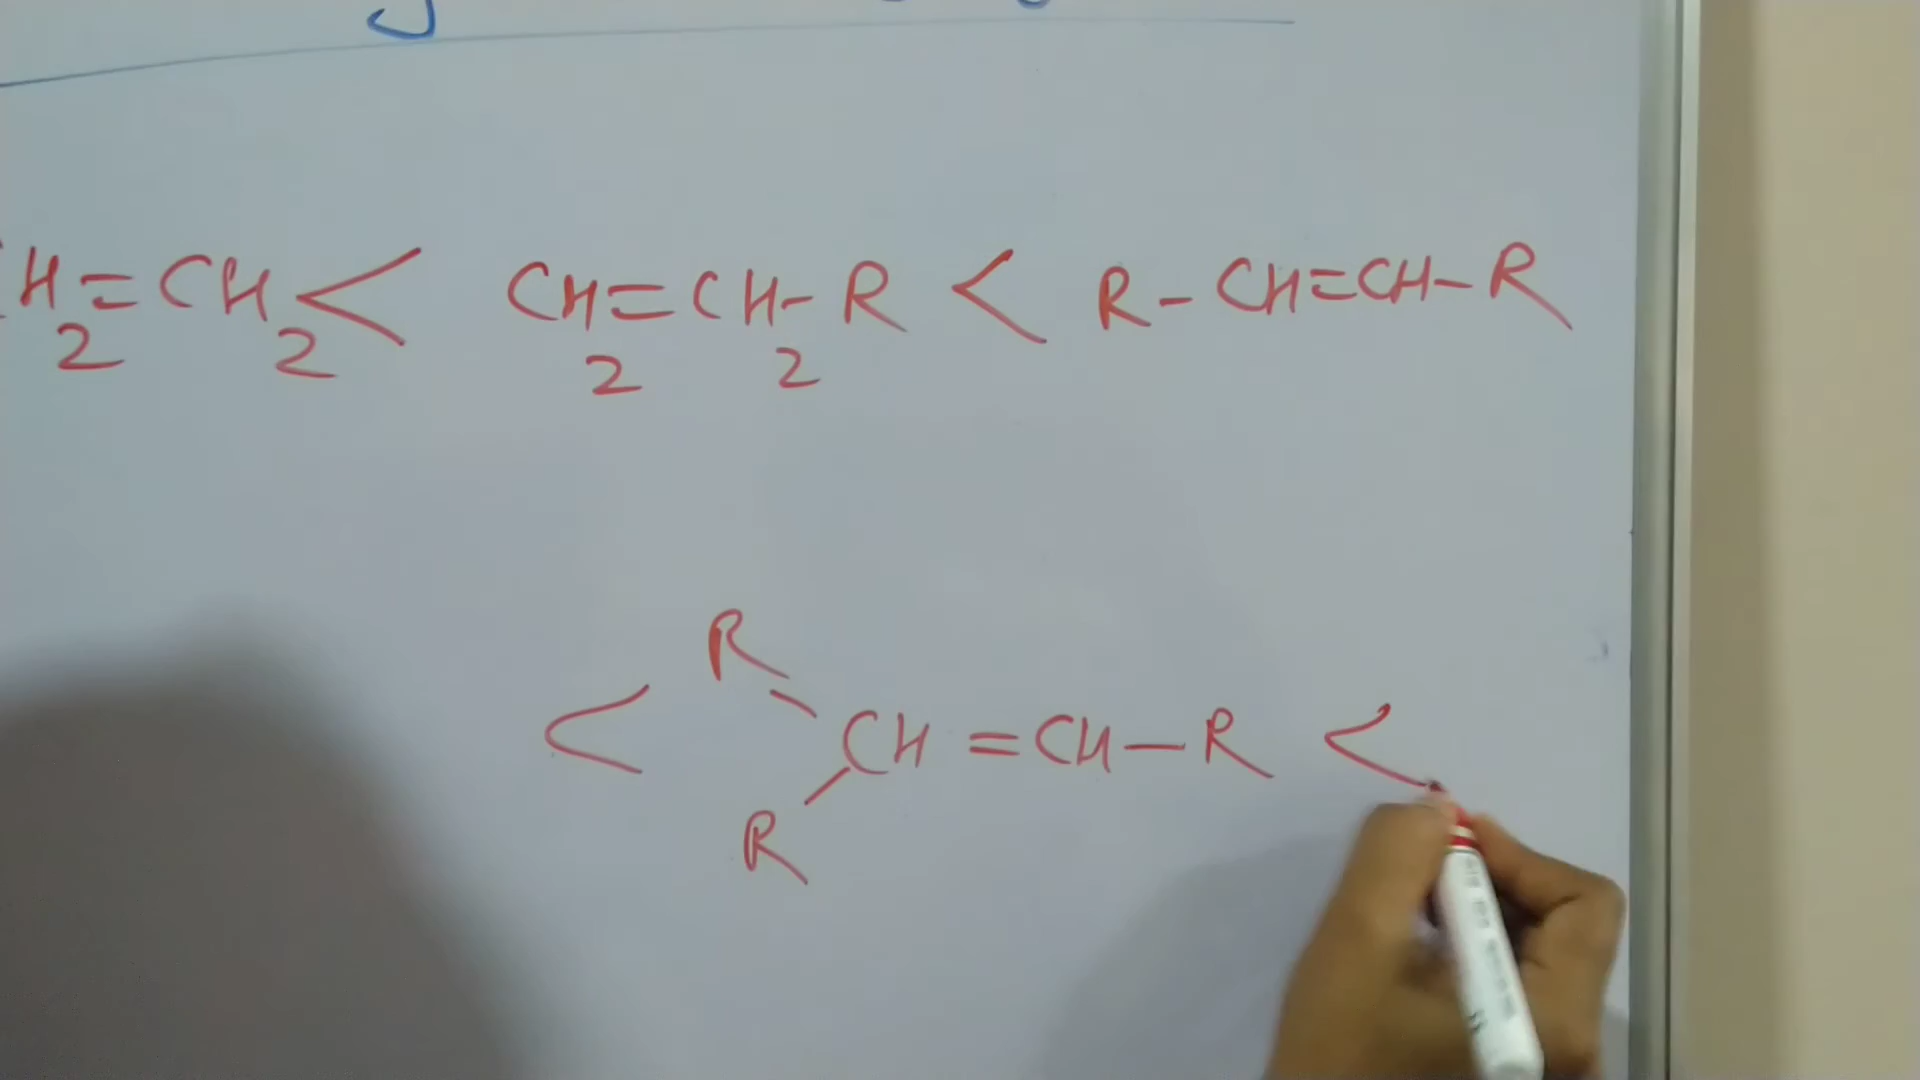 H₂=CH₂ < CH₂=CH₂-R < R-CH=CH-R
R
< CH=CH-R <
R